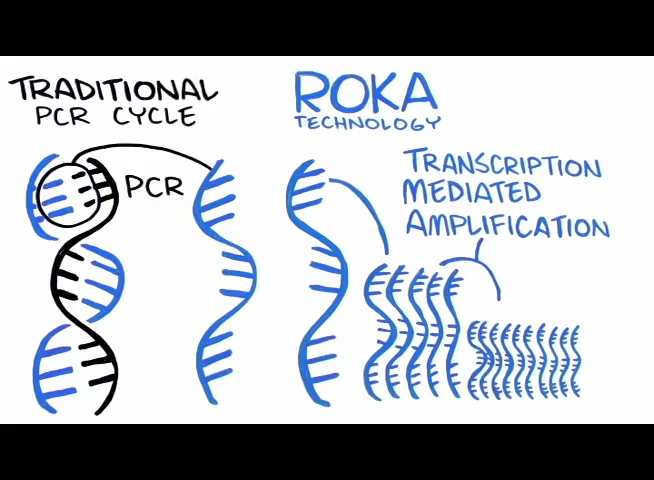 TRADITIONAL
PCR CYCLE
PCR
ROKA
TECHNOLOGY
TRANSCRIPTION
MEDIATED
AMPLIFICATION